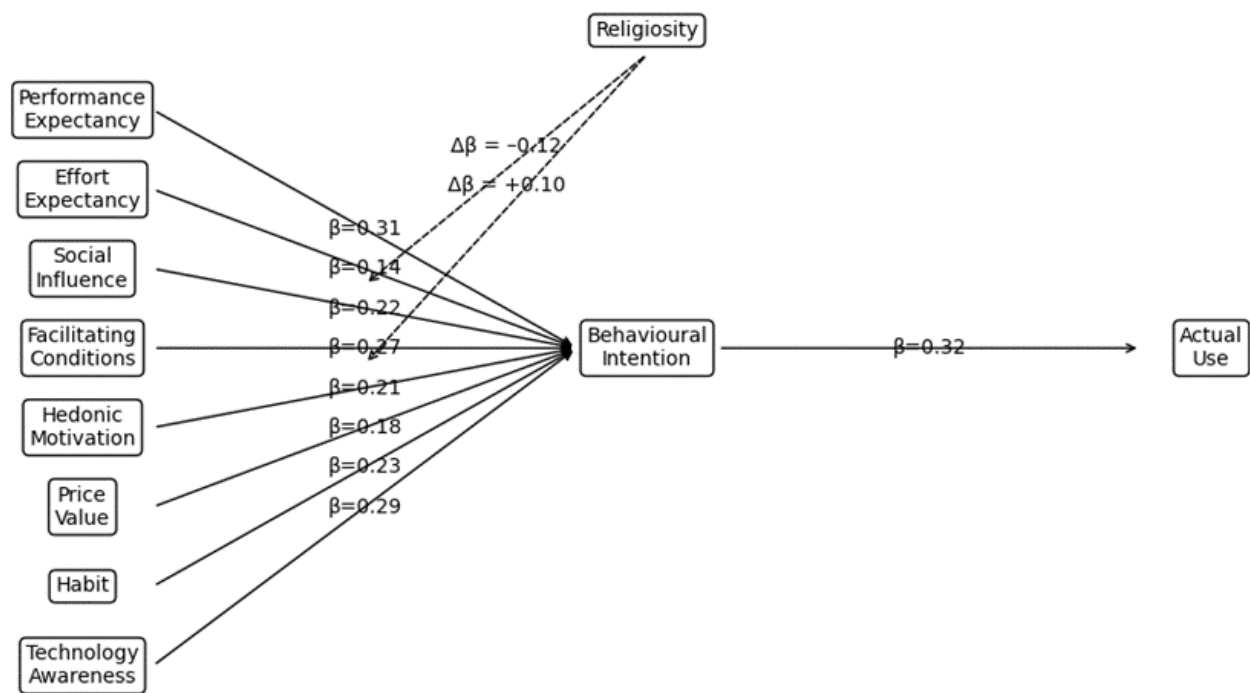 Religiosity
Performance
Expectancy
Δβ = –0.12
Effort
Expectancy
Δβ = +0.10
β=0.31
Social
Influence
β=0.14
β=0.22
Facilitating
Conditions
β=0.27
Behavioural
Intention
β=0.32
Actual
Use
β=0.21
Hedonic
Motivation
β=0.18
β=0.23
Price
Value
β=0.29
Habit
Technology
Awareness